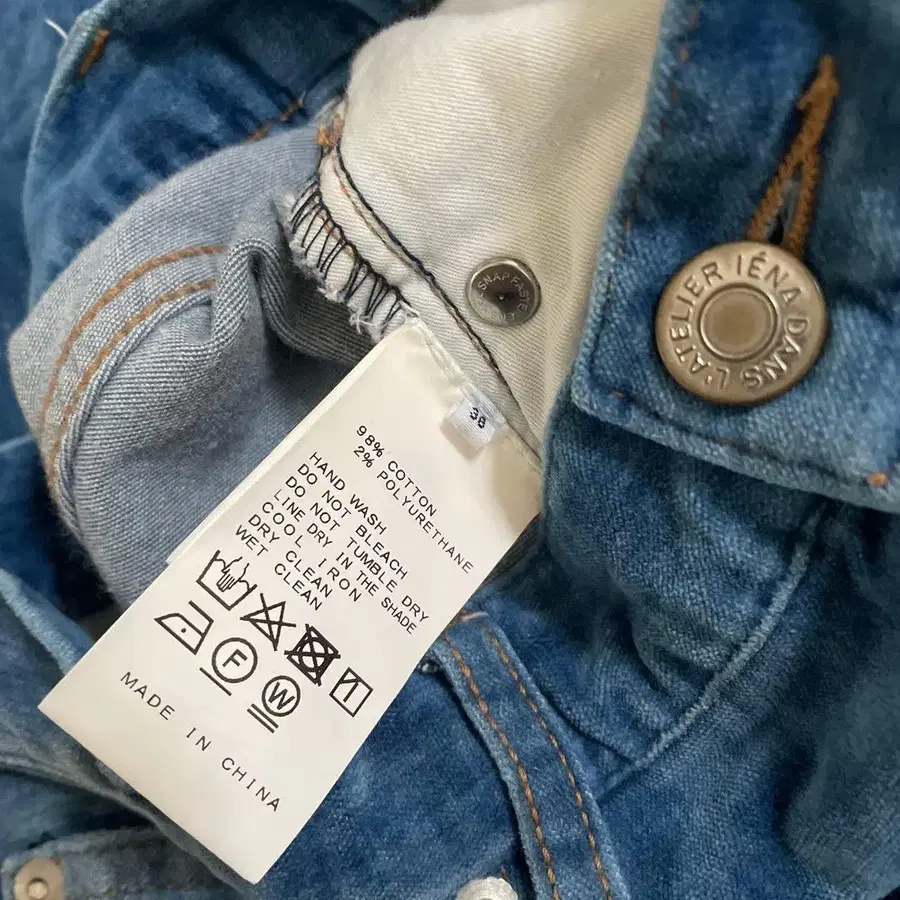 L'ATELIER IÉNA DANS
38
98% COTTON
2% POLYURETHANE
HAND WASH
DO NOT BLEACH
DO NOT TUMBLE DRY
LINE DRY IN THE SHADE
COOL IRON
DRY CLEAN
WET CLEAN
F
W
MADE IN CHINA
SNAP